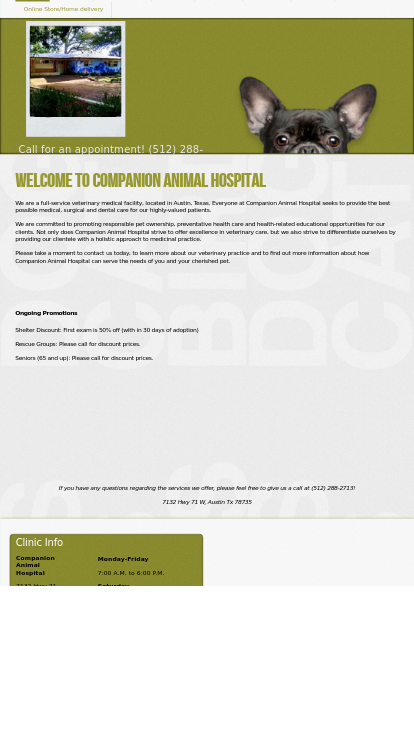 Online Store/Home delivery
Call for an appointment! (512) 288-
WELCOME TO COMPANION ANIMAL HOSPITAL
We are a full-service veterinary medical facility, located in Austin, Texas. Everyone at Companion Animal Hospital seeks to provide the best
possible medical, surgical and dental care for our highly-valued patients.
We are committed to promoting responsible pet ownership, preventative health care and health-related educational opportunities for our
clients. Not only does Companion Animal Hospital strive to offer excellence in veterinary care, but we also strive to differentiate ourselves by
providing our clientele with a holistic approach to medicinal practice.
Please take a moment to contact us today, to learn more about our veterinary practice and to find out more information about how
Companion Animal Hospital can serve the needs of you and your cherished pet.
Ongoing Promotions
Shelter Discount: First exam is 50% off (with in 30 days of adoption)
Rescue Groups: Please call for discount prices.
Seniors (65 and up): Please call for discount prices.
If you have any questions regarding the services we offer, please feel free to give us a call at (512) 288-2713!
7132 Hwy 71 W, Austin Tx 78735
Clinic Info
Companion
Animal
Hospital
Monday-Friday
7:00 A.M. to 6:00 P.M.